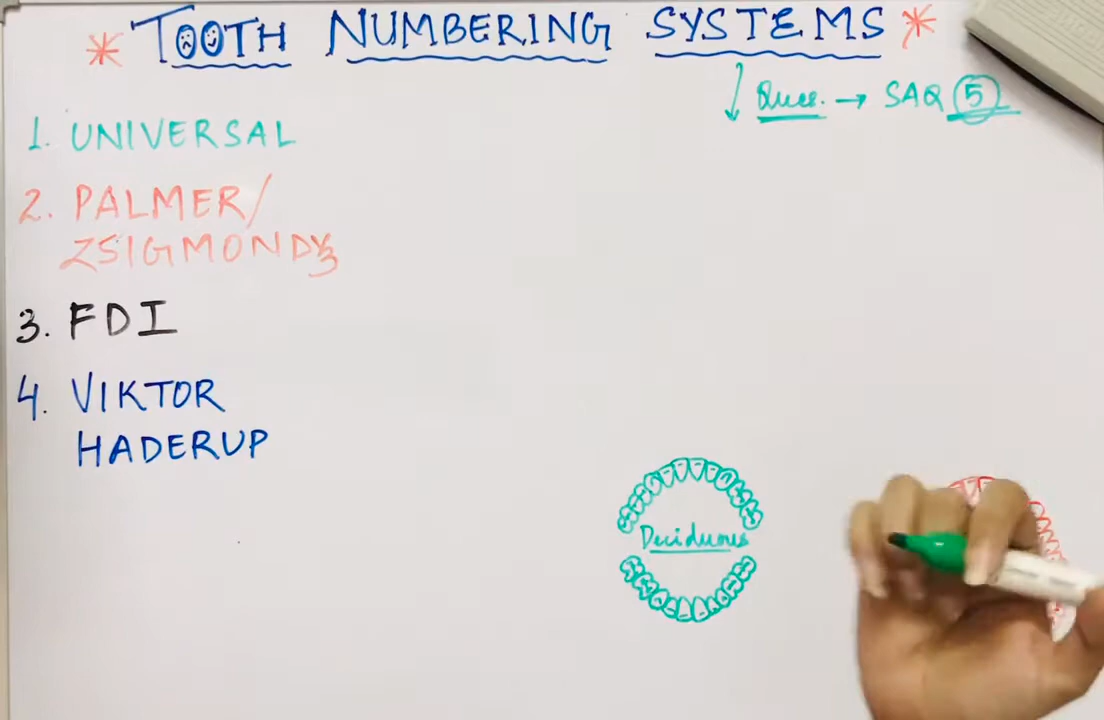 * TOOTH NUMBERING SYSTEMS *
↓ Ques. → SAQ 5
1. UNIVERSAL
2. PALMER/
ZSIGMONDY
3. FDI
4. VIKTOR
HADERUP
Deciduous